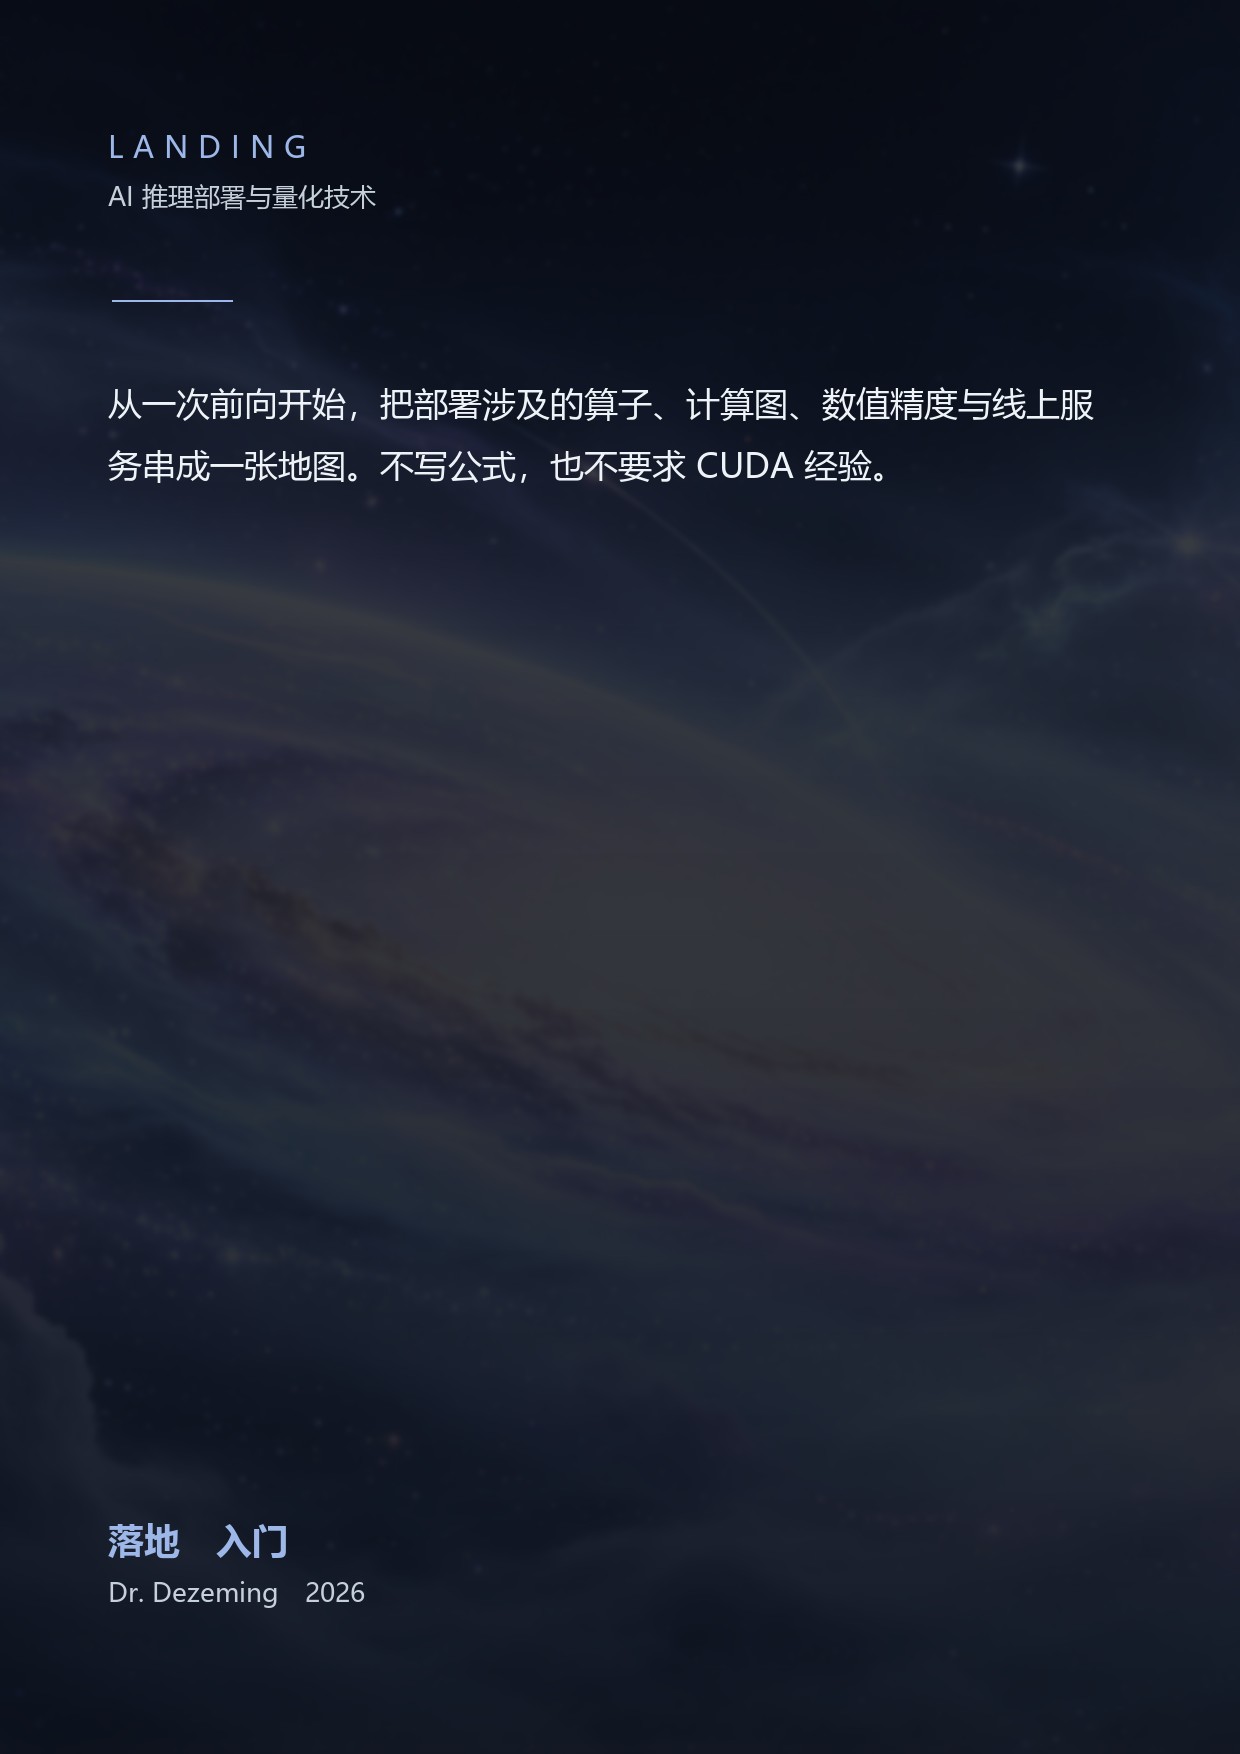 LANDING
AI 推理部署与量化技术
从一次前向开始，把部署涉及的算子、计算图、数值精度与线上服
务串成一张地图。不写公式，也不要求 CUDA 经验。
落地　入门
Dr. Dezeming　2026